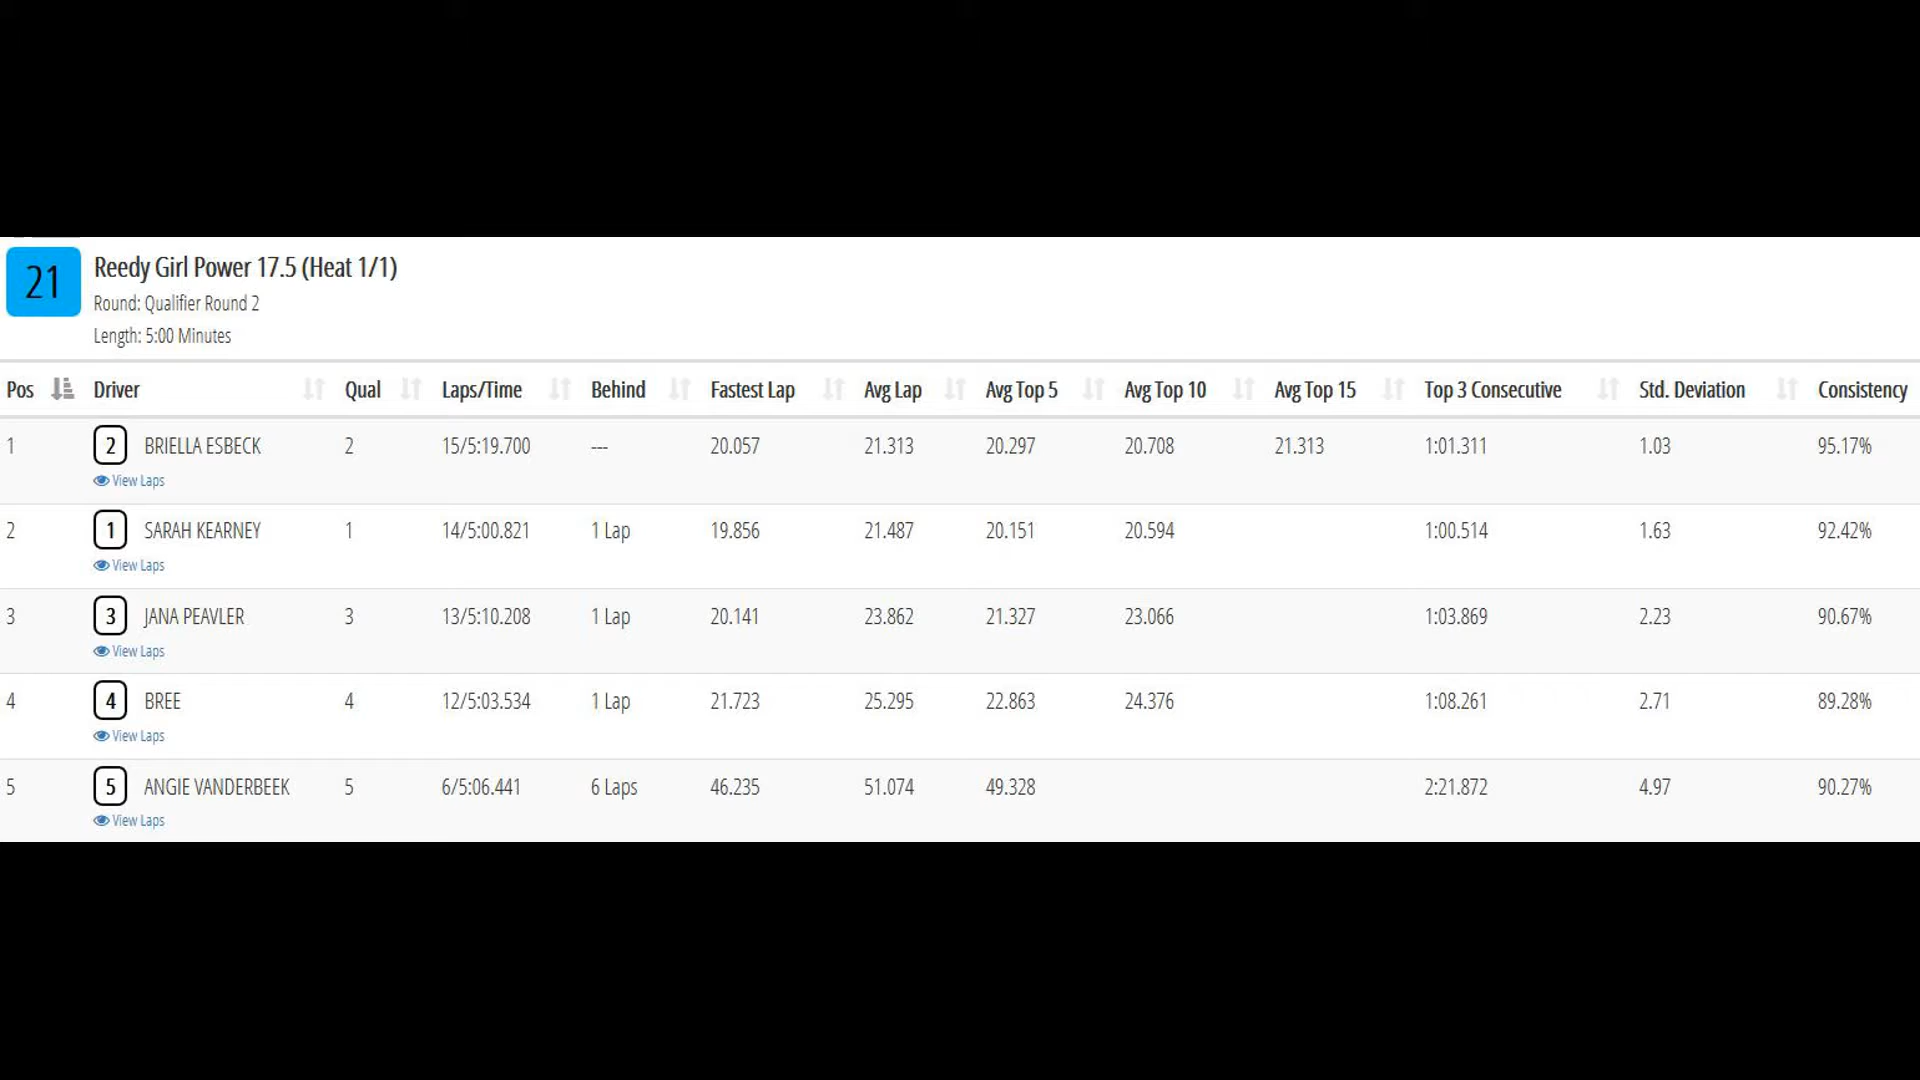 21
Reedy Girl Power 17.5 (Heat 1/1)
Round: Qualifier Round 2
Length: 5:00 Minutes
Pos Driver Qual Laps/Time Behind Fastest Lap Avg Lap Avg Top 5 Avg Top 10 Avg Top 15 Top 3 Consecutive Std. Deviation Consistency
1 2 BRIELLA ESBECK 2 15/5:19.700 --- 20.057 21.313 20.297 20.708 21.313 1:01.311 1.03 95.17%
View Laps
2 1 SARAH KEARNEY 1 14/5:00.821 1 Lap 19.856 21.487 20.151 20.594 1:00.514 1.63 92.42%
View Laps
3 3 JANA PEAVLER 3 13/5:10.208 1 Lap 20.141 23.862 21.327 23.066 1:03.869 2.23 90.67%
View Laps
4 4 BREE 4 12/5:03.534 1 Lap 21.723 25.295 22.863 24.376 1:08.261 2.71 89.28%
View Laps
5 5 ANGIE VANDERBEEK 5 6/5:06.441 6 Laps 46.235 51.074 49.328 2:21.872 4.97 90.27%
View Laps